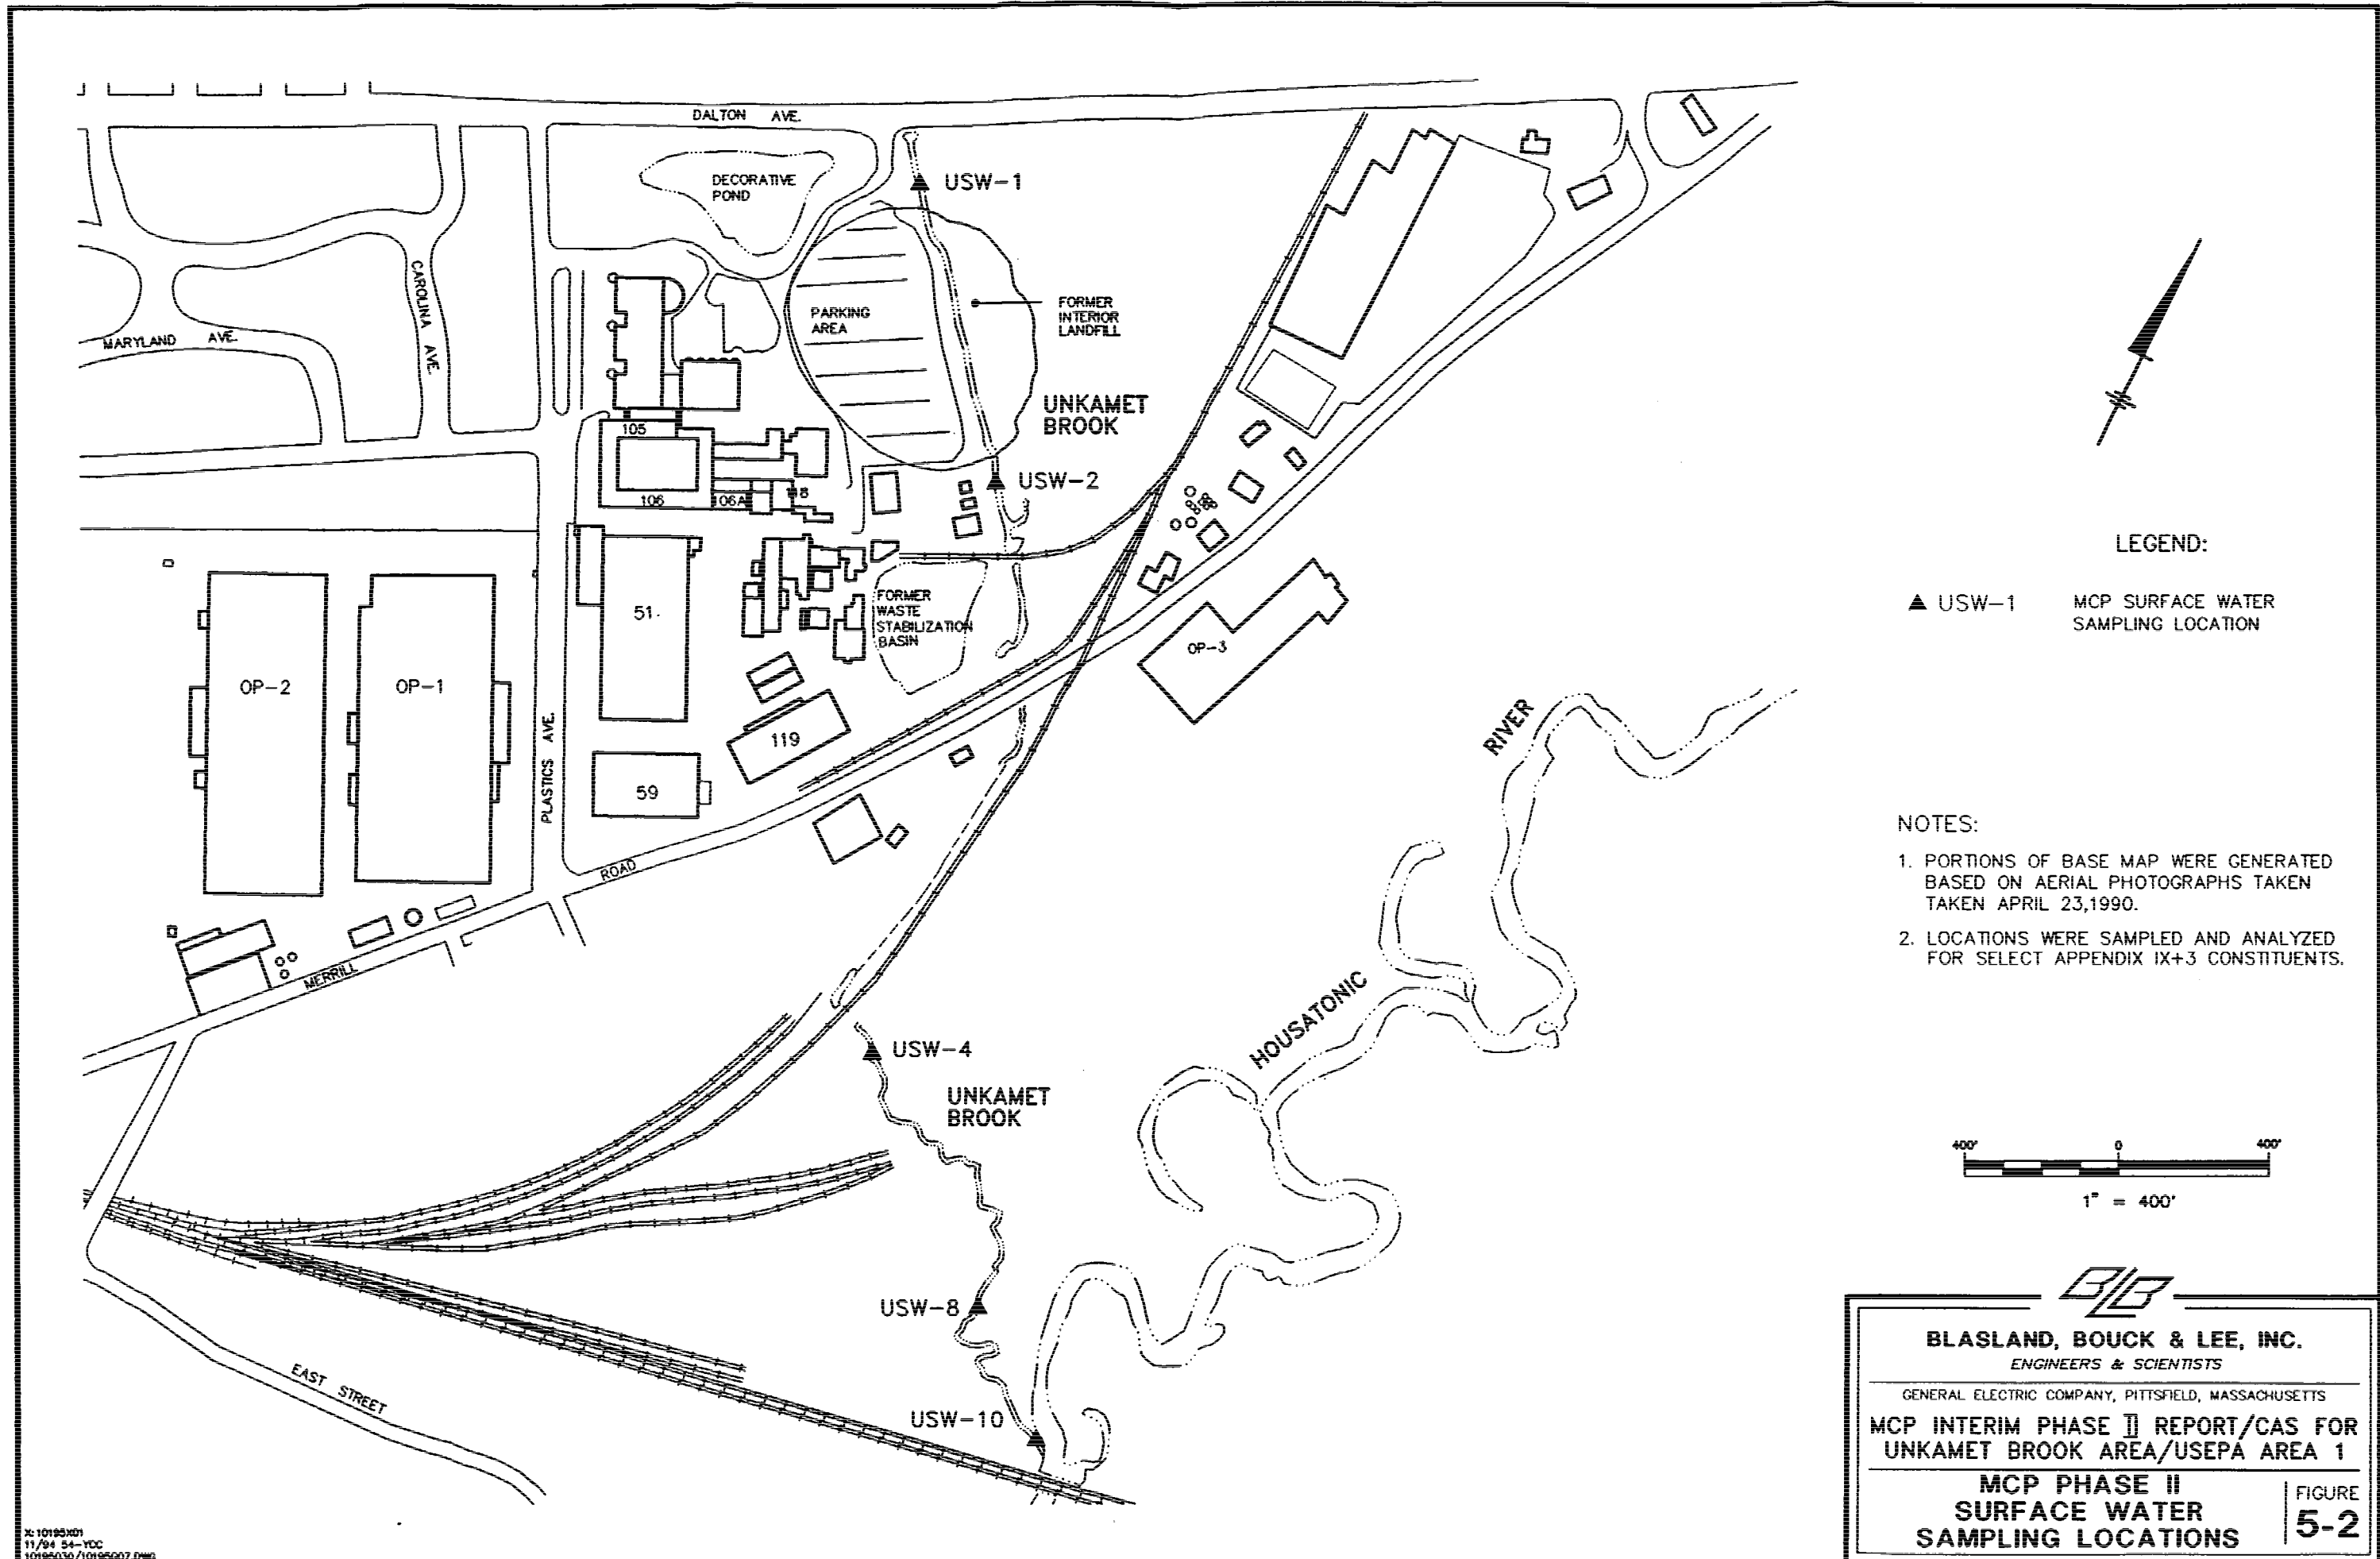 DALTON AVE.
DECORATIVE
POND
USW-1
CAROLINA AVE.
MARYLAND AVE.
PARKING
AREA
FORMER
INTERIOR
LANDFILL
UNKAMET
BROOK
105
106
106A
USW-2
51.
FORMER
WASTE
STABILIZATION
BASIN
OP-2
OP-1
PLASTICS AVE.
119
59
OP-3
ROAD
MERRILL
RIVER
HOUSATONIC
USW-4
UNKAMET
BROOK
USW-8
USW-10
EAST STREET
LEGEND:
USW-1 MCP SURFACE WATER
SAMPLING LOCATION
NOTES:
1. PORTIONS OF BASE MAP WERE GENERATED
BASED ON AERIAL PHOTOGRAPHS TAKEN
TAKEN APRIL 23,1990.
2. LOCATIONS WERE SAMPLED AND ANALYZED
FOR SELECT APPENDIX IX+3 CONSTITUENTS.
400' 0 400'
1" = 400'
BLASLAND, BOUCK & LEE, INC.
ENGINEERS & SCIENTISTS
GENERAL ELECTRIC COMPANY, PITTSFIELD, MASSACHUSETTS
MCP INTERIM PHASE II REPORT/CAS FOR
UNKAMET BROOK AREA/USEPA AREA 1
MCP PHASE II
SURFACE WATER
SAMPLING LOCATIONS
FIGURE
5-2
X: 10195X01
11/94 54-YCC